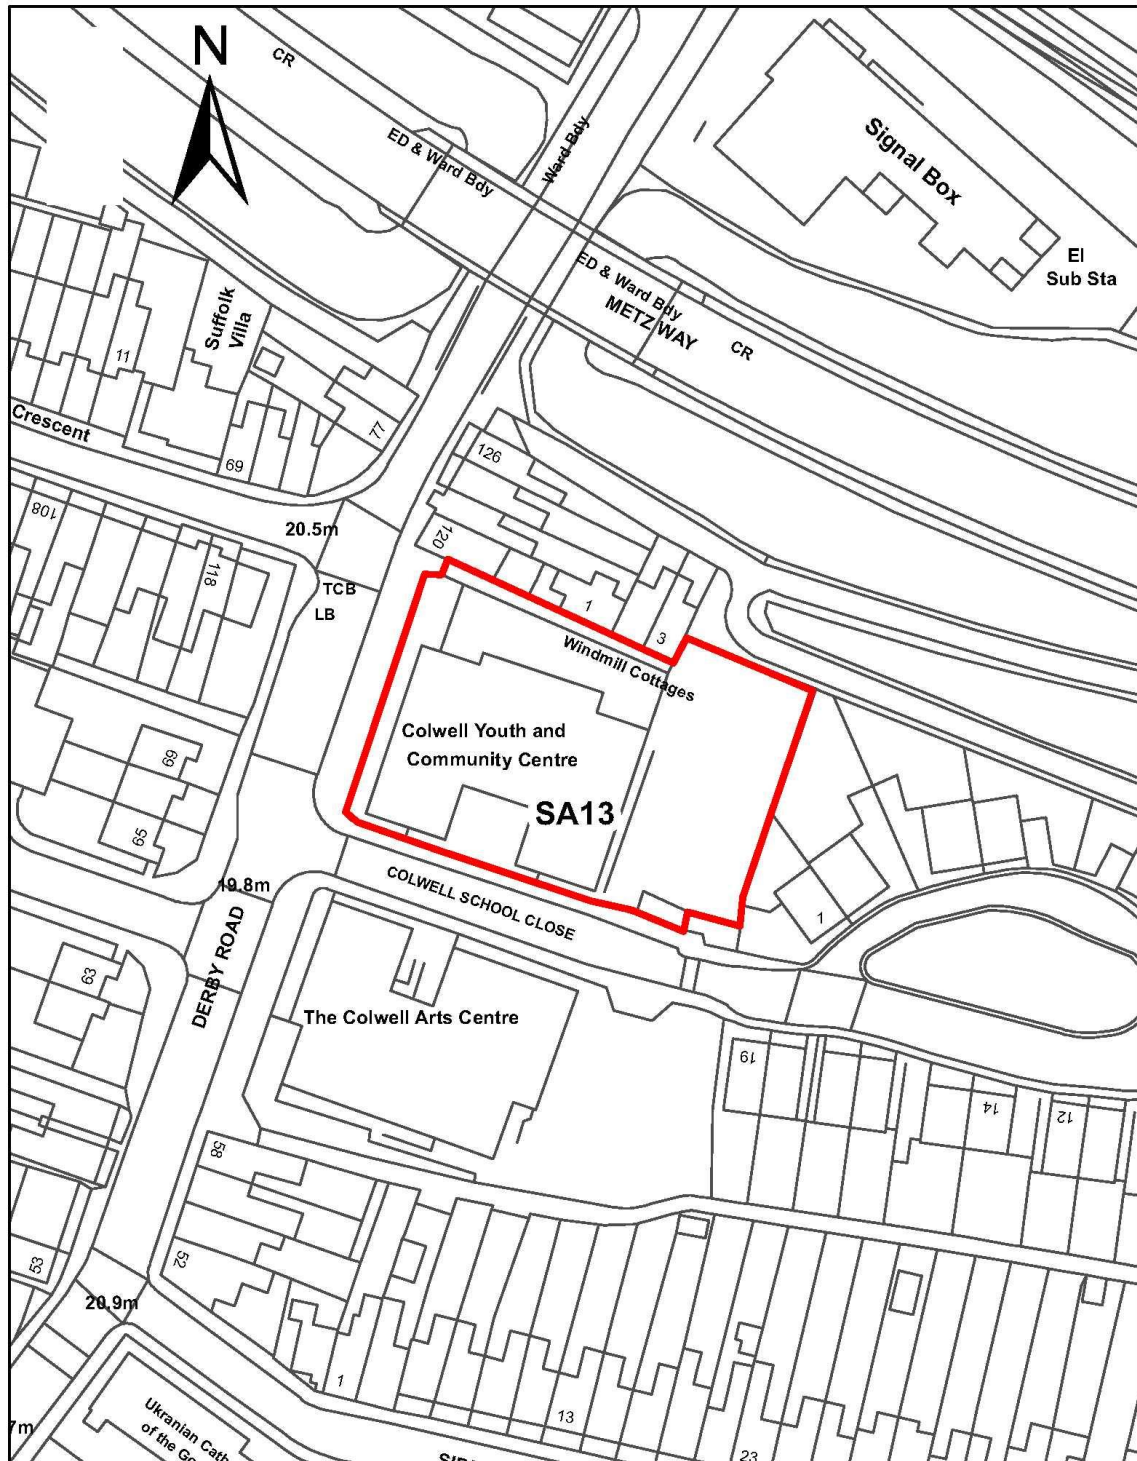 N
CR
ED & Ward Bdy
Ward Bdy
Signal Box
El
Sub Sta
ED & Ward Bdy
METZ WAY
CR
Suffolk
Villa
11
Crescent
69
77
126
120
108
118
20.5m
TCB
LB
1
3
Windmill Cottages
Colwell Youth and
Community Centre
SA13
69
65
19.8m
COLWELL SCHOOL CLOSE
1
DERBY ROAD
63
The Colwell Arts Centre
19
14
12
58
52
53
20.9m
1
13
23
Ukranian Cath
of the Go
7m